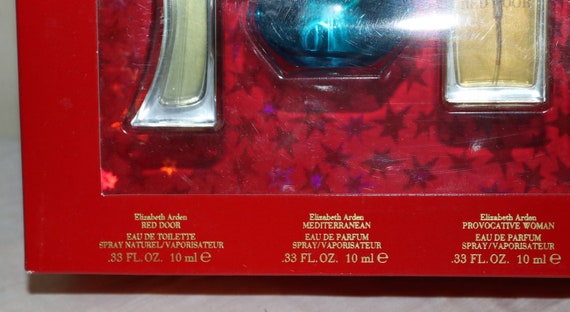 RED DOOR
Elizabeth Arden
RED DOOR
EAU DE TOILETTE
SPRAY NATUREL/VAPORISATEUR
.33 FL. OZ. 10 ml ℮
Elizabeth Arden
MEDITERRANEAN
EAU DE PARFUM
SPRAY/VAPORISATEUR
.33 FL. OZ. 10 ml ℮
Elizabeth Arden
PROVOCATIVE WOMAN
EAU DE PARFUM
SPRAY/VAPORISATEUR
.33 FL. OZ. 10 ml ℮